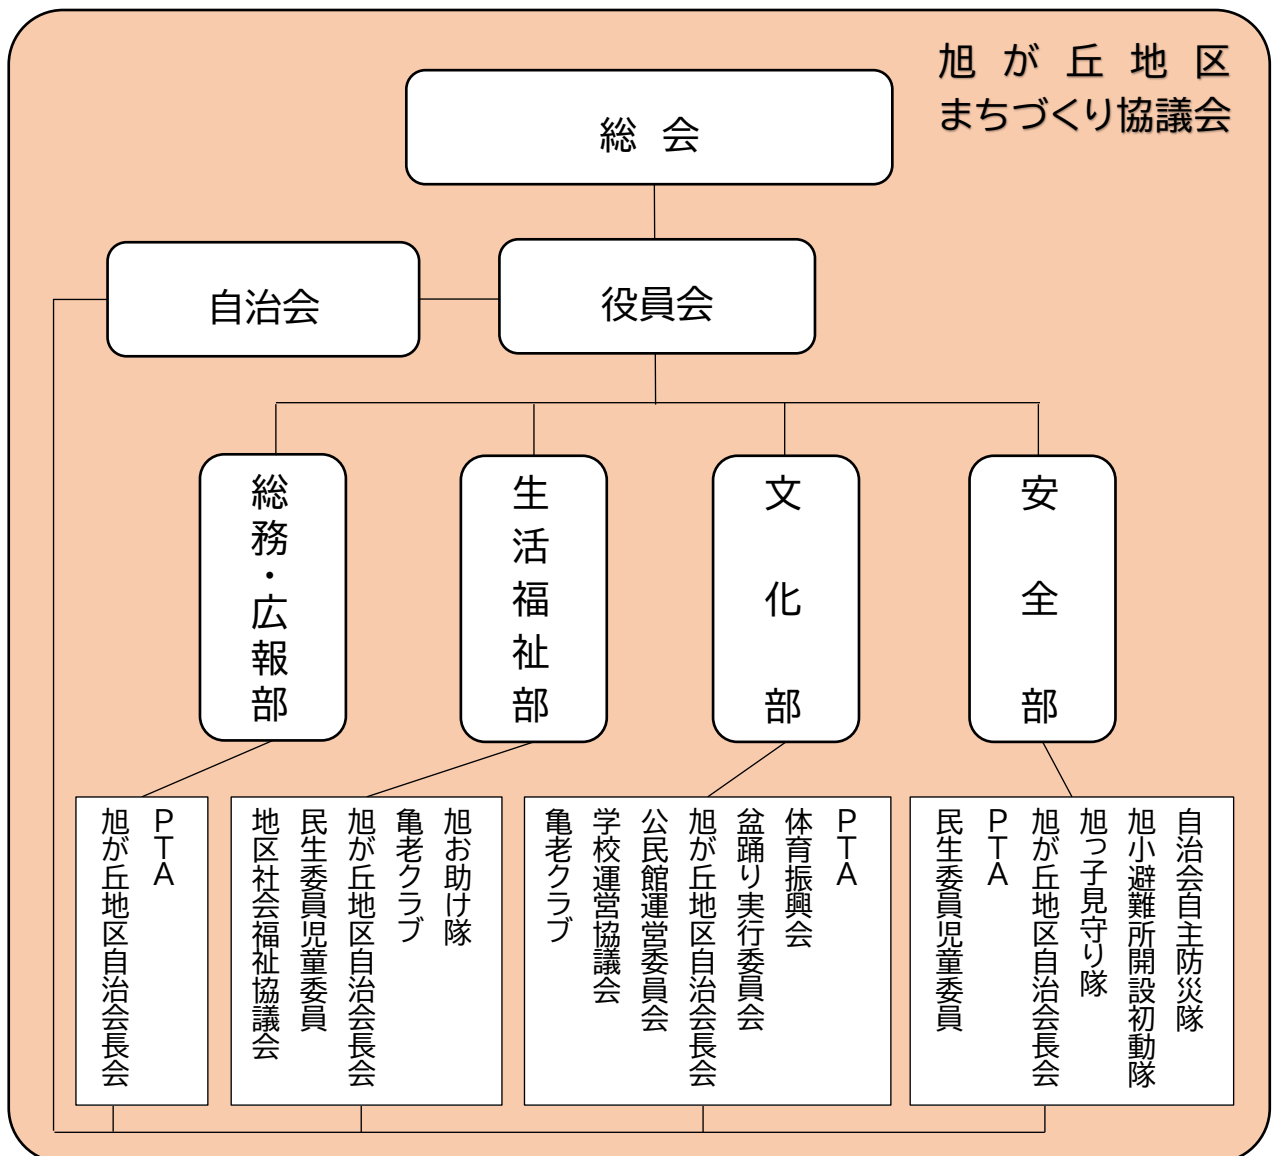 旭が丘地区
まちづくり協議会
総会
自治会
役員会
総務・広報部
生活福祉部
文化部
安全部
PTA
旭が丘地区自治会長会
旭お助け隊
亀老クラブ
旭が丘地区自治会長会
民生委員児童委員
地区社会福祉協議会
PTA
体育振興会
盆踊り実行委員会
旭が丘地区自治会長会
公民館運営委員会
学校運営協議会
亀老クラブ
自治会自主防災隊
旭小避難所開設初動隊
旭っ子見守り隊
旭が丘地区自治会長会
PTA
民生委員児童委員